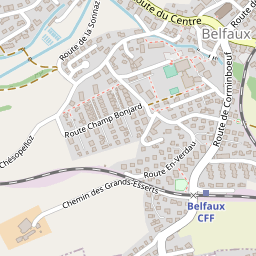 Route du Centre
Belfaux
Route de la Sonnaz
Route de Corminboeuf
Route Champ Bonjard
Chésopelloz
Route En-Verdau
Chemin des Grands-Esserts
Belfaux
CFF